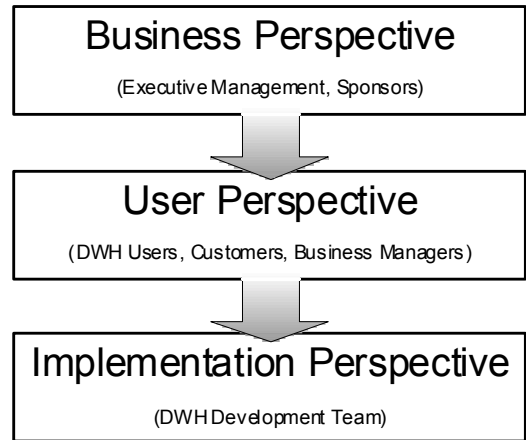 Business Perspective
(Executive Management, Sponsors)
User Perspective
(DWH Users, Customers, Business Managers)
Implementation Perspective
(DWH Development Team)